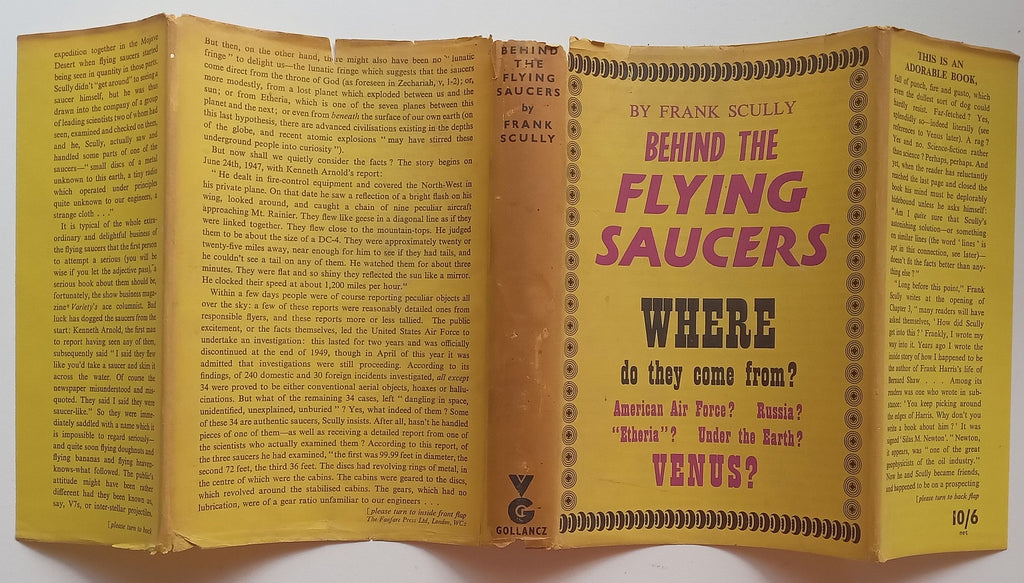 expedition together in the Mojave
Desert when flying saucers started
being seen in quantity in those parts.
Scully didn't "get around" to seeing a
saucer himself, but he was thus
drawn into the company of a group
of leading scientists two of whom had
seen, examined and checked on them,
and he, Scully, actually saw and
handled some parts of one of the
saucers—" small discs of a metal
unknown to this earth, a tiny radio
which operated under principles
quite unknown to our engineers, a
strange cloth . . ."
It is typical of the whole extra-
ordinary and delightful business of
the flying saucers that the first person
to attempt a serious (you will be
wise if you let the adjective past), a
serious book about them should be,
fortunately, the show business maga-
zine Variety's ace columnist. Bad
luck has dogged the saucers from the
start: Kenneth Arnold, the first man
to report having seen any of them,
subsequently said " I said they flew
like you'd take a saucer and skim it
across the water. Of course the
newspaper misunderstood and mis-
quoted. They said I said they were
saucer-like." So they were imme-
diately saddled with a name which it
is impossible to regard seriously—
and quite soon flying doughnuts and
flying bananas and flying heaven-
knows-what followed. The public's
attitude might have been rather
different had they been known as,
say, V7s, or inter-stellar projectiles.
[please turn to back
But then, on the other hand, there might also have been no " lunatic
fringe " to delight us—the lunatic fringe which suggests that the saucers
come direct from the throne of God (as foreseen in Zechariah, v, 1-2); or,
more modestly, from a lost planet which exploded between us and the
sun; or from Etheria, which is one of the seven planes between this
planet and the next; or even from beneath the surface of our own earth (on
this last hypothesis, there are advanced civilisations existing in the depths
of the globe, and recent atomic explosions " may have stirred these
underground people into curiosity ").
But now shall we quietly consider the facts ? The story begins on
June 24th, 1947, with Kenneth Arnold's report:
" He dealt in fire-control equipment and covered the North-West in
his private plane. On that date he saw a reflection of a bright flash on his
wing, looked around, and caught a chain of nine peculiar aircraft
approaching Mt. Rainier. They flew like geese in a diagonal line as if they
were linked together. They flew close to the mountain-tops. He judged
them to be about the size of a DC-4. They were approximately twenty or
twenty-five miles away, near enough for him to see if they had tails, and
he couldn't see a tail on any of them. He watched them for about three
minutes. They were flat and so shiny they reflected the sun like a mirror.
He clocked their speed at about 1,200 miles per hour."
Within a few days people were of course reporting peculiar objects all
over the sky: a few of these reports were reasonably detailed ones from
responsible flyers, and these reports more or less tallied. The public
excitement, or the facts themselves, led the United States Air Force to
undertake an investigation: this lasted for two years and was officially
discontinued at the end of 1949, though in April of this year it was
admitted that investigations were still proceeding. According to its
findings, of 240 domestic and 30 foreign incidents investigated, all except
34 were proved to be either conventional aerial objects, hoaxes or hallu-
cinations. But what of the remaining 34 cases, left " dangling in space,
unidentified, unexplained, unburied " ? Yes, what indeed of them ? Some
of these 34 are authentic saucers, Scully insists. After all, hasn't he handled
pieces of one of them—as well as receiving a detailed report from one of
the scientists who actually examined them ? According to this report, of
the three saucers he had examined, " the first was 99.99 feet in diameter, the
second 72 feet, the third 36 feet. The discs had revolving rings of metal, in
the centre of which were the cabins. The cabins were geared to the discs,
which revolved around the stabilised cabins. The gears, which had no
lubrication, were of a gear ratio unfamiliar to our engineers . . .
[please turn to inside front flap
The Fanfare Press Ltd, London, WC2
BEHIND
THE
FLYING
SAUCERS
by
FRANK
SCULLY
VG
GOLLANCZ
BY FRANK SCULLY
BEHIND THE
FLYING
SAUCERS
WHERE
do they come from?
American Air Force? Russia?
"Etheria"? Under the Earth?
VENUS?
THIS IS AN
ADORABLE BOOK,
full of punch, fire and gusto, which
even the dullest sort of dog could
hardly resist. Far-fetched ? Yes,
splendidly so—indeed literally (see
references to Venus later). A rag ?
Yes and no. Science-fiction rather
than science ? Perhaps, perhaps. And
yet, when the reader has reluctantly
reached the last page and closed the
book his mind must be deplorably
hidebound unless he asks himself
" Am I quite sure that Scully's
astonishing solution—or something
on similar lines (the word ' lines ' is
apt in this connection, see later)—
doesn't fit the facts better than any-
thing else ? "
" Long before this point," Frank
Scully writes at the opening of
Chapter 3, " many readers will have
asked themselves, ' How did Scully
get into this ? ' Frankly, I wrote my
way into it. Years ago I wrote the
inside story of how I happened to be
the author of Frank Harris's life of
Bernard Shaw . . . . Among its
readers was one who wrote in sub-
stance: ' You keep picking around
the edges of Harris. Why don't you
write a book about him ? ' It was
signed ' Silas M. Newton'." Newton,
it appears, was " one of the great
geophysicists of the oil industry."
Now he and Scully became friends,
and happened to be on a prospecting
[please turn to back flap
10/6
net